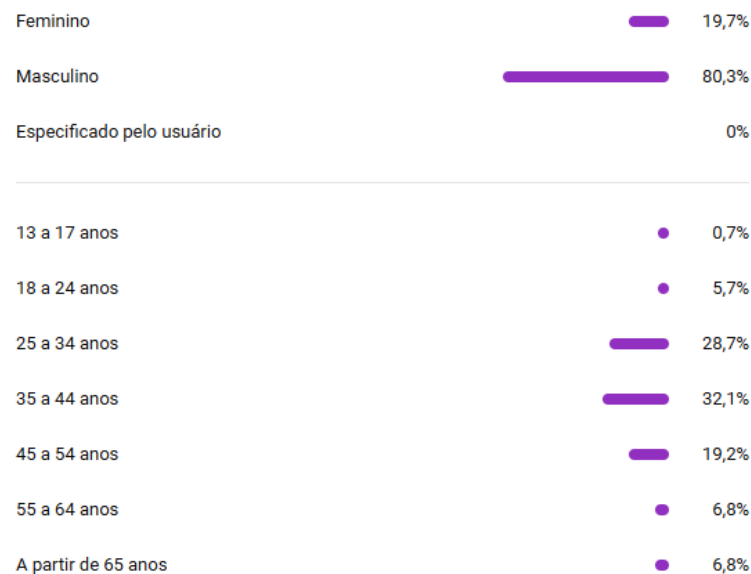 Feminino 19,7%
Masculino 80,3%
Especificado pelo usuário 0%
13 a 17 anos 0,7%
18 a 24 anos 5,7%
25 a 34 anos 28,7%
35 a 44 anos 32,1%
45 a 54 anos 19,2%
55 a 64 anos 6,8%
A partir de 65 anos 6,8%